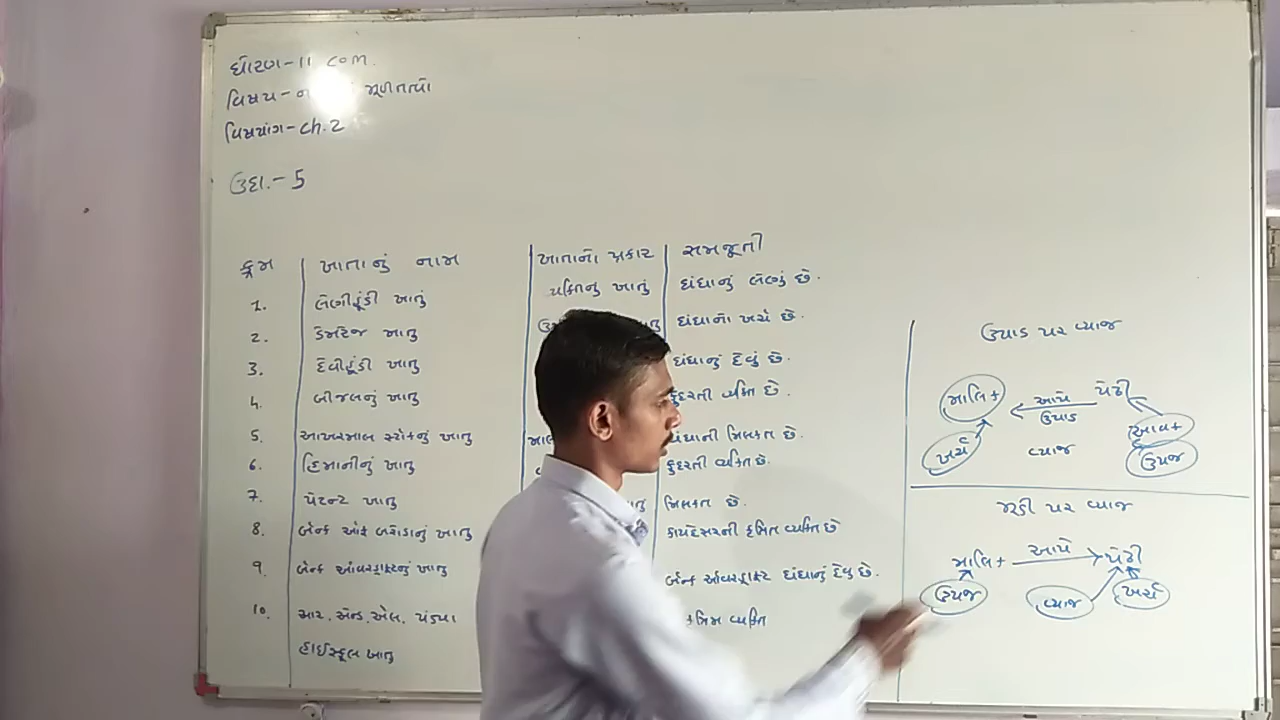 ધોરણ-11 com.
વિષય- મૂળતત્વો
વિષયાંગ-ch.2
ઉદા.-5
ક્રમ ખાતાનું નામ ખાતાનો પ્રકાર સમજૂતી
1. લેણીહૂંડી ખાતું વ્યક્તિનુ ખાતું ધંધાનું લેણું છે.
2. ડેમરેજ ખાતુ ધંધાનો ખર્ચ છે.
3. દેવીહૂંડી ખાતુ ધંધાનું દેવું છે.
4. બીજલનું ખાતુ કુદરતી વ્યક્તિ છે.
5. આખરમાલ સ્ટોકનું ખાતુ ધંધાની મિલકત છે.
6. હિમાનીનું ખાતુ કુદરતી વ્યક્તિ છે.
7. પેટન્ટ ખાતુ મિલકત છે.
8. બેન્ક ઓફ બરોડાનું ખાતુ કાયદેસરની કૃત્રિમ વ્યક્તિ છે
9. બેન્ક ઓવરડ્રાફ્ટનું ખાતુ બેન્ક ઓવરડ્રાફ્ટ ધંધાનું દેવુ છે.
10. આર. એન્ડ. એલ. પંડ્યા વ્યક્તિ
હાઈસ્કૂલ ખાતુ
ઉપાડ પર વ્યાજ
માલિક આપે પેઢી
ઉપાડ
ખર્ચ વ્યાજ આવક
ઉપજ
મૂડી પર વ્યાજ
માલિક આપે પેઢી
ઉપજ વ્યાજ ખર્ચ